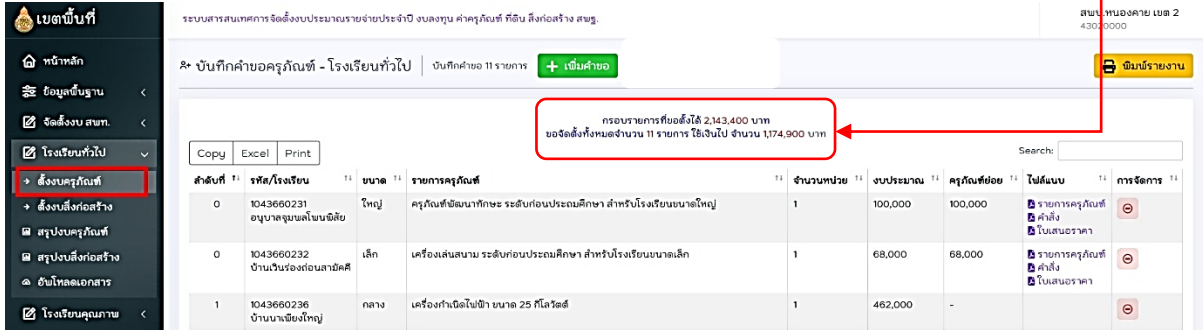 เขตพื้นที่
ระบบสารสนเทศการจัดตั้งงบประมาณรายจ่ายประจำปี งบลงทุน ค่าครุภัณฑ์ ที่ดิน สิ่งก่อสร้าง สพฐ.
สพป.หนองคาย เขต 2
43020000
หน้าหลัก
ข้อมูลพื้นฐาน
จัดตั้งงบ สพท.
โรงเรียนทั่วไป
ตั้งงบครุภัณฑ์
ตั้งงบสิ่งก่อสร้าง
สรุปงบครุภัณฑ์
สรุปงบสิ่งก่อสร้าง
อัพโหลดเอกสาร
โรงเรียนคุณภาพ
บันทึกคำขอครุภัณฑ์ - โรงเรียนทั่วไป
บันทึกคำขอ 11 รายการ
+ เพิ่มคำขอ
พิมพ์รายงาน
กรอบรายการที่ขอตั้งได้ 2,143,400 บาท
ขอจัดตั้งทั้งหมดจำนวน 11 รายการ ใช้เงินไป จำนวน 1,174,900 บาท
Copy Excel Print
Search:
ลำดับที่ รหัส/โรงเรียน ขนาด รายการครุภัณฑ์ จำนวนหน่วย งบประมาณ ครุภัณฑ์ย่อย ไฟล์แนบ การจัดการ
0 1043660231 ใหญ่ ครุภัณฑ์พัฒนาทักษะ ระดับก่อนประถมศึกษา สำหรับโรงเรียนขนาดใหญ่ 1 100,000 100,000 รายการครุภัณฑ์
อนุบาลจุมพลโพนพิสัย คำสั่ง
ใบเสนอราคา
0 1043660232 เล็ก เครื่องเล่นสนาม ระดับก่อนประถมศึกษา สำหรับโรงเรียนขนาดเล็ก 1 68,000 68,000 รายการครุภัณฑ์
บ้านเวินร่องก่อนสามัคคี คำสั่ง
ใบเสนอราคา
1 1043660236 กลาง เครื่องกำเนิดไฟฟ้า ขนาด 25 กิโลวัตต์ 1 462,000 -
บ้านนาเพียงใหญ่